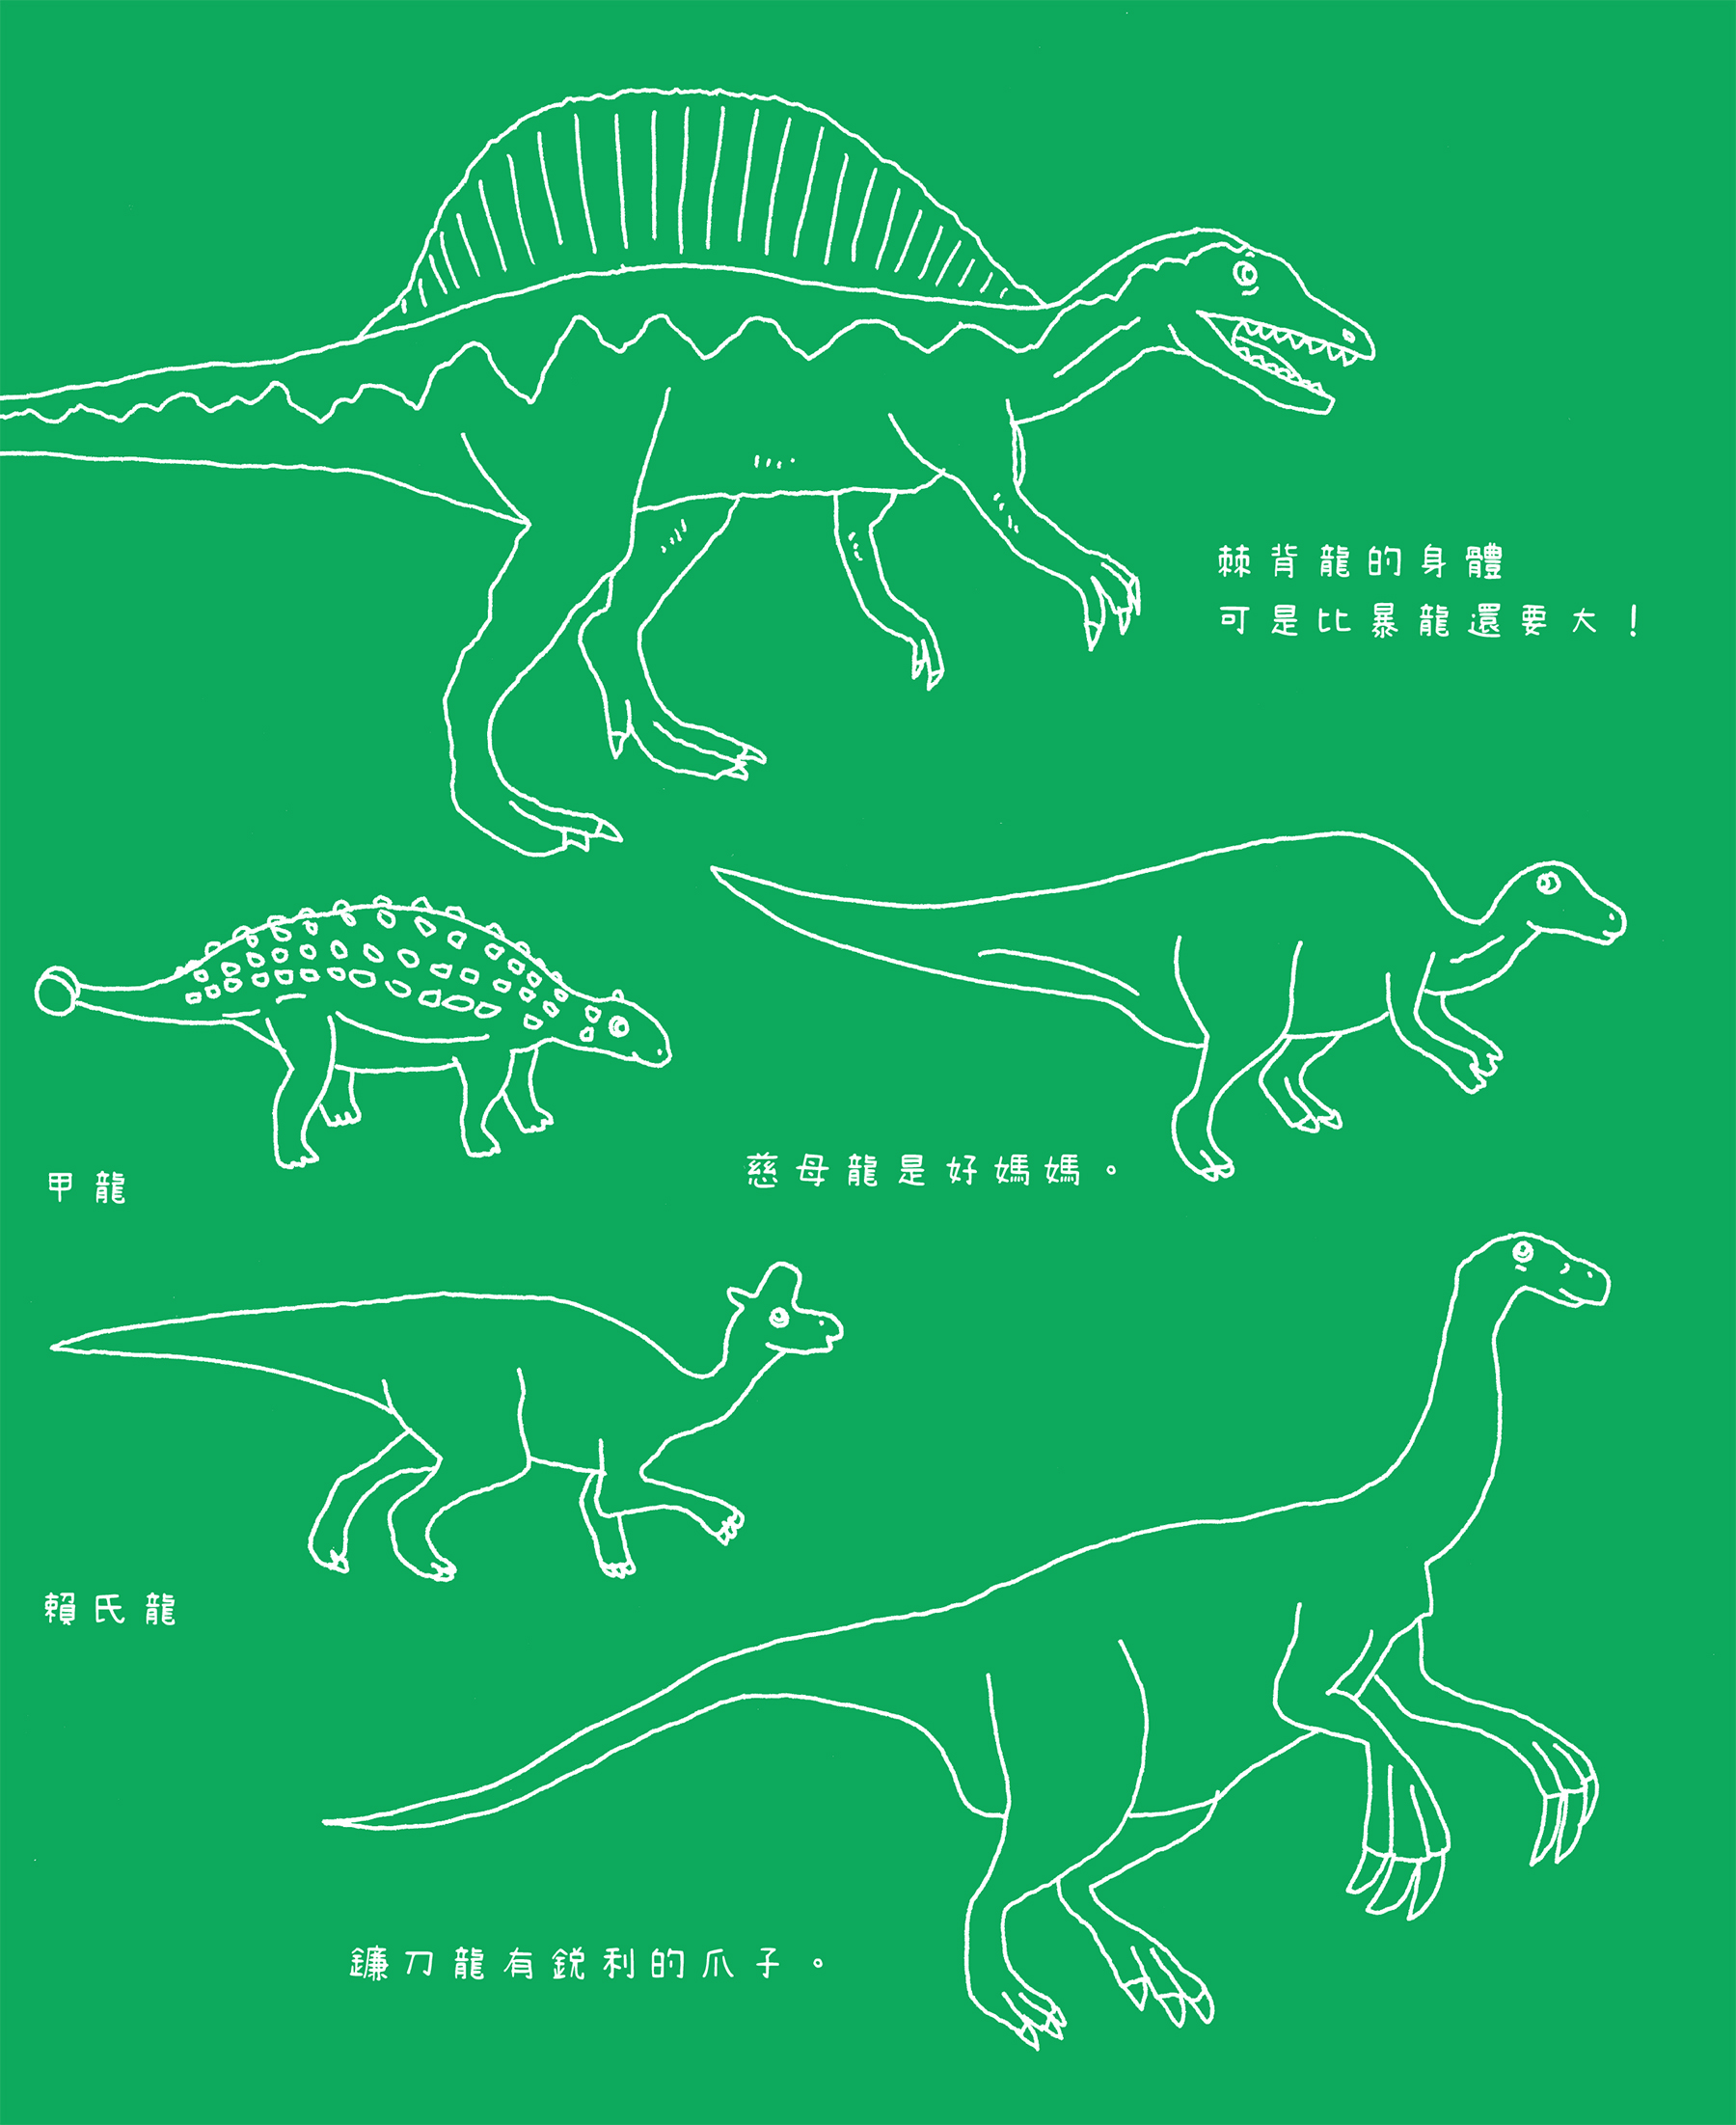 棘背龍的身體
可是比暴龍還要大！
甲龍
慈母龍是好媽媽。
賴氏龍
鐮刀龍有銳利的爪子。